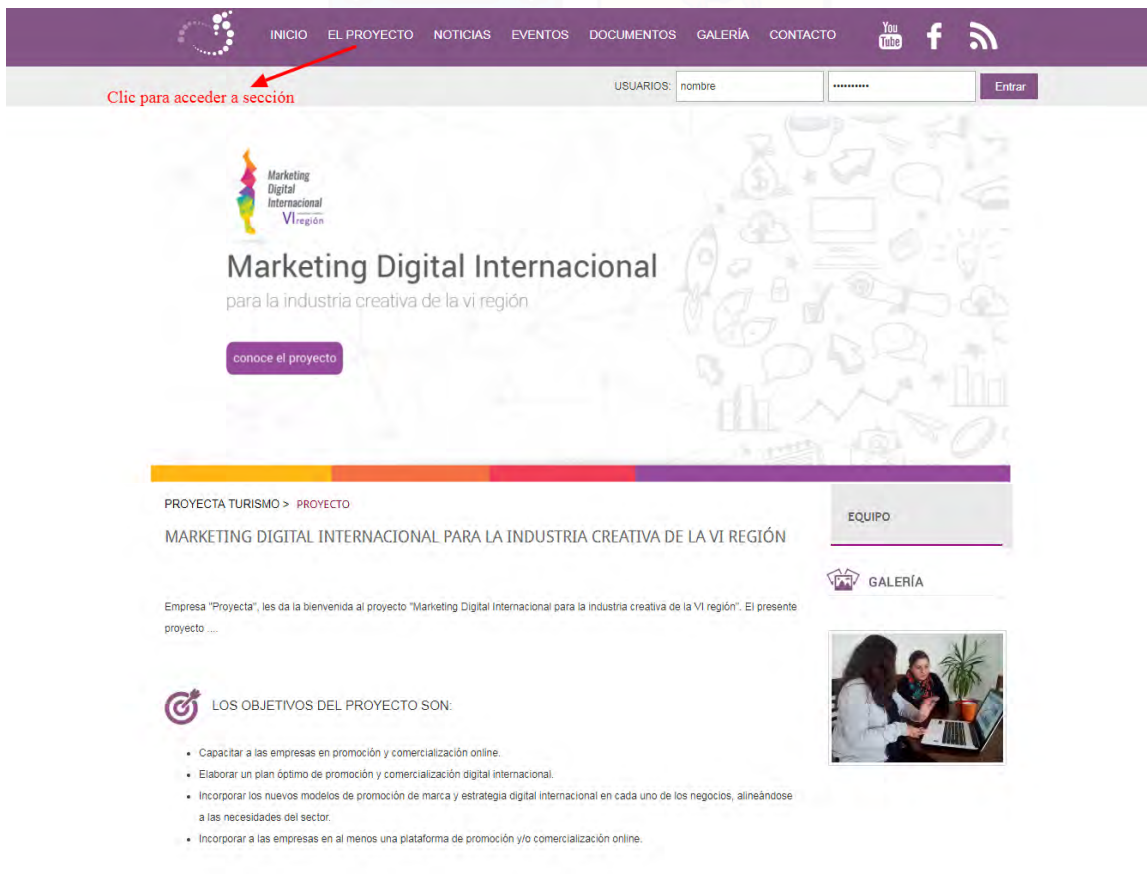 INICIO EL PROYECTO NOTICIAS EVENTOS DOCUMENTOS GALERÍA CONTACTO You Tube f
Clic para acceder a sección
USUARIOS: nombre ·········· Entrar
Marketing
Digital
Internacional
VI región
Marketing Digital Internacional
para la industria creativa de la vi región
conoce el proyecto
PROYECTA TURISMO > PROYECTO
MARKETING DIGITAL INTERNACIONAL PARA LA INDUSTRIA CREATIVA DE LA VI REGIÓN
EQUIPO
GALERÍA
Empresa "Proyecta", les da la bienvenida al proyecto "Marketing Digital Internacional para la industria creativa de la VI región". El presente
proyecto ....
LOS OBJETIVOS DEL PROYECTO SON:
• Capacitar a las empresas en promoción y comercialización online.
• Elaborar un plan óptimo de promoción y comercialización digital internacional.
• Incorporar los nuevos modelos de promoción de marca y estrategia digital internacional en cada uno de los negocios, alineándose
a las necesidades del sector.
• Incorporar a las empresas en al menos una plataforma de promoción y/o comercialización online.